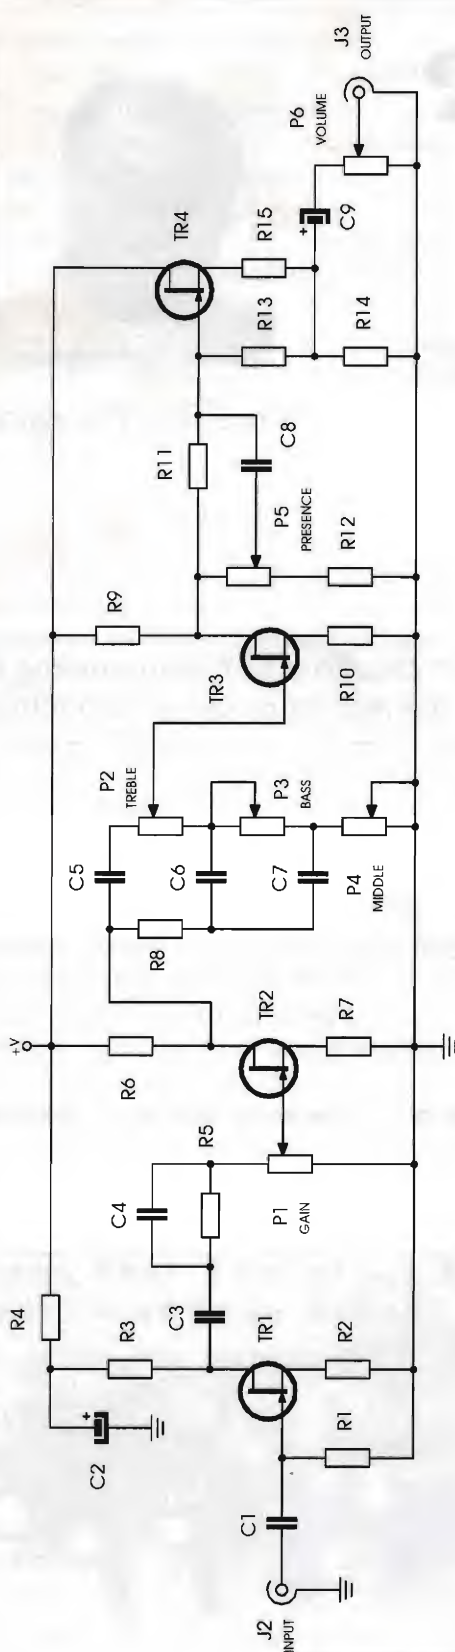 J2
INPUT
C1
R1
C2
R4
R3
R2
TR1
C3
C4
R5
P1
GAIN
+V
R6
TR2
R7
C5
R8
C6
C7
P2
TREBLE
P3
BASS
P4
MIDDLE
R9
TR3
R10
R11
C8
P5
PRESENCE
R12
TR4
R13
R15
R14
+
C9
P6
VOLUME
J3
OUTPUT
+